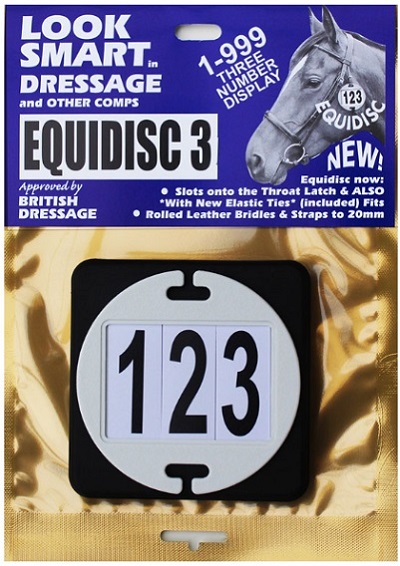 LOOK
SMART in
DRESSAGE
and OTHER COMPS
EQUIDISC 3
Approved by
BRITISH
DRESSAGE
1-999
THREE
NUMBER
DISPLAY
123
EQUIDISC
NEW!
Equidisc now:
• Slots onto the Throat Latch & ALSO
*With New Elastic Ties* (included) Fits
• Rolled Leather Bridles & Straps to 20mm
123